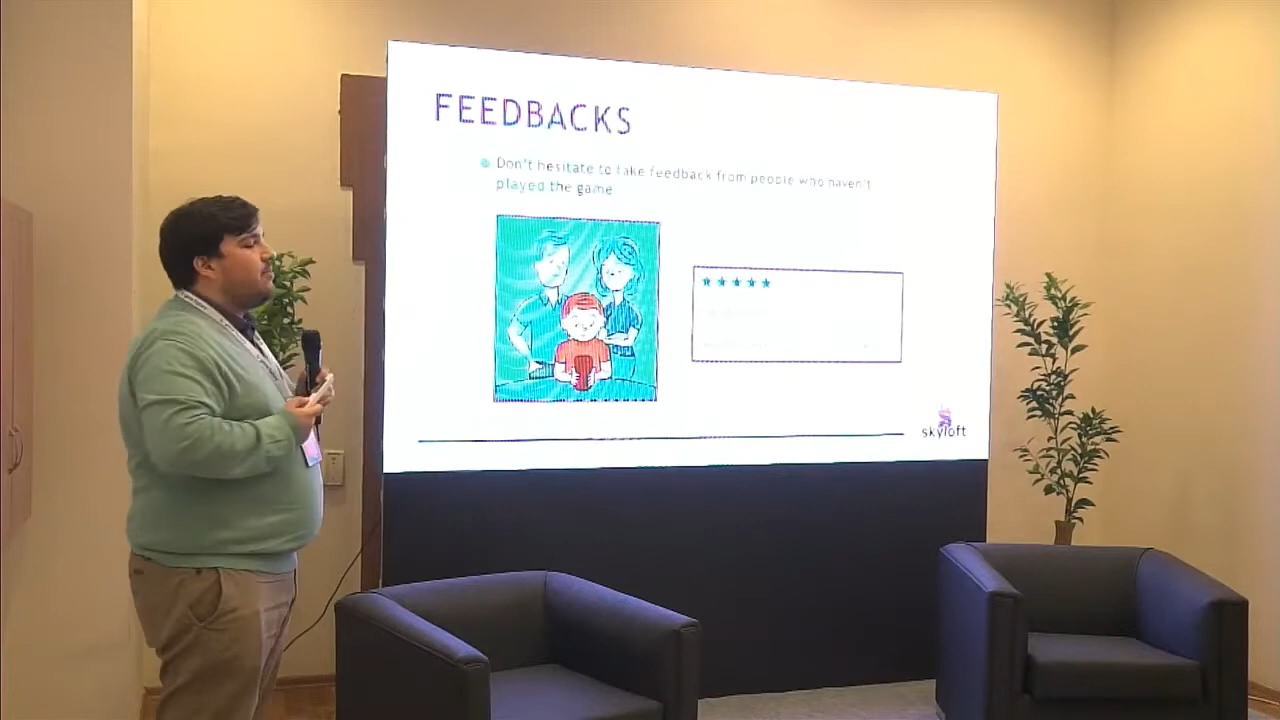 FEEDBACKS
Don't hesitate to take feedback from people who haven't
played the game
skyloft